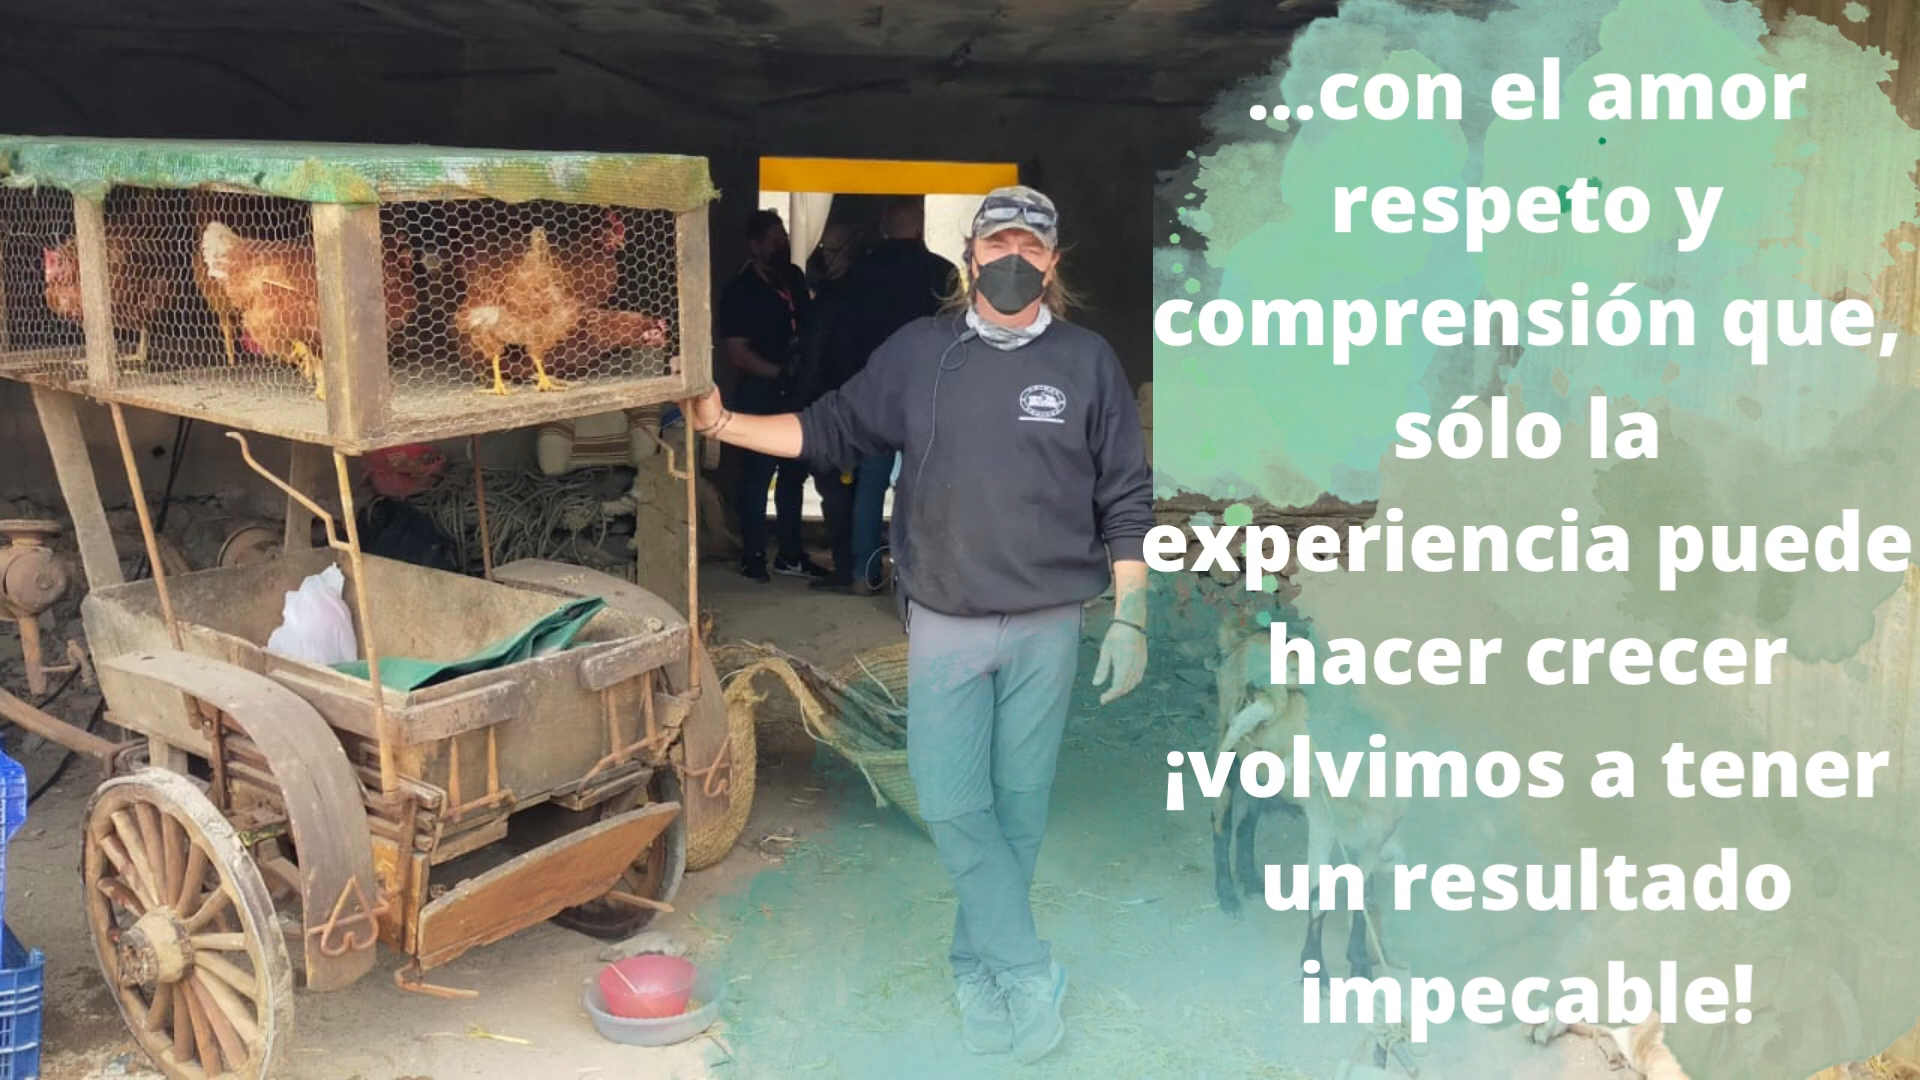 ...con el amor
respeto y
comprensión que,
sólo la
experiencia puede
hacer crecer
¡volvimos a tener
un resultado
impecable!